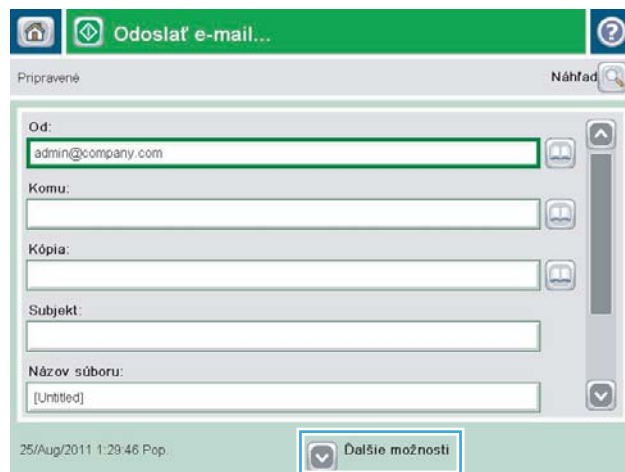 Odoslať e-mail...
Pripravené
Náhľad
Od:
admin@company.com
Komu:
Kópia:
Subjekt:
Názov súboru:
[Untitled]
25/Aug/2011 1:29:46 Pop.
Ďalšie možnosti